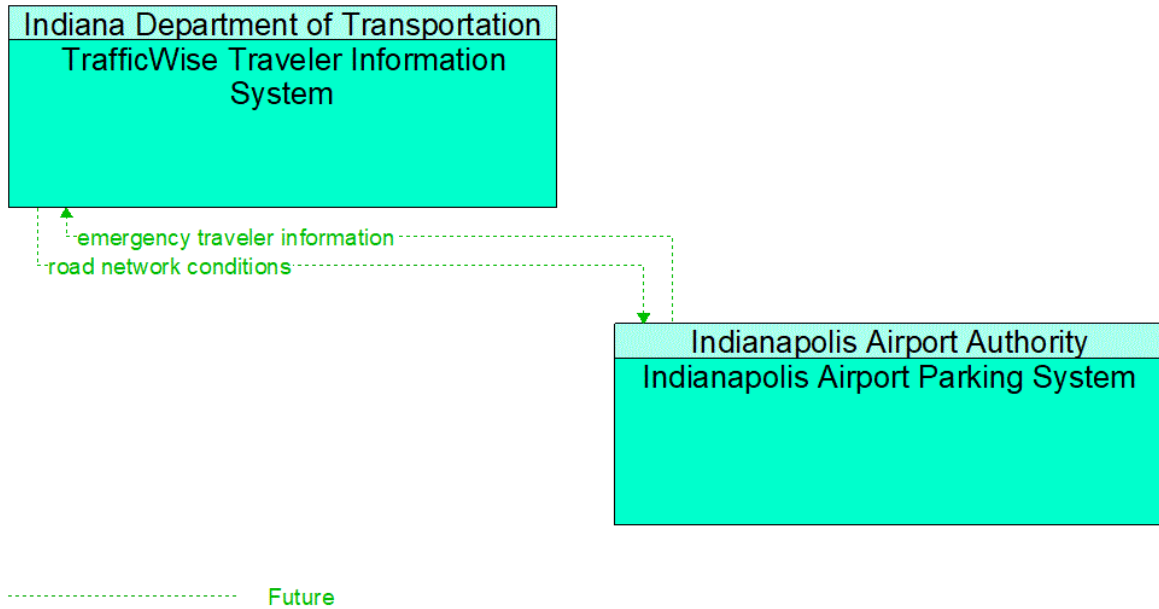 Indiana Department of Transportation
TrafficWise Traveler Information
System
emergency traveler information
road network conditions
Indianapolis Airport Authority
Indianapolis Airport Parking System
Future